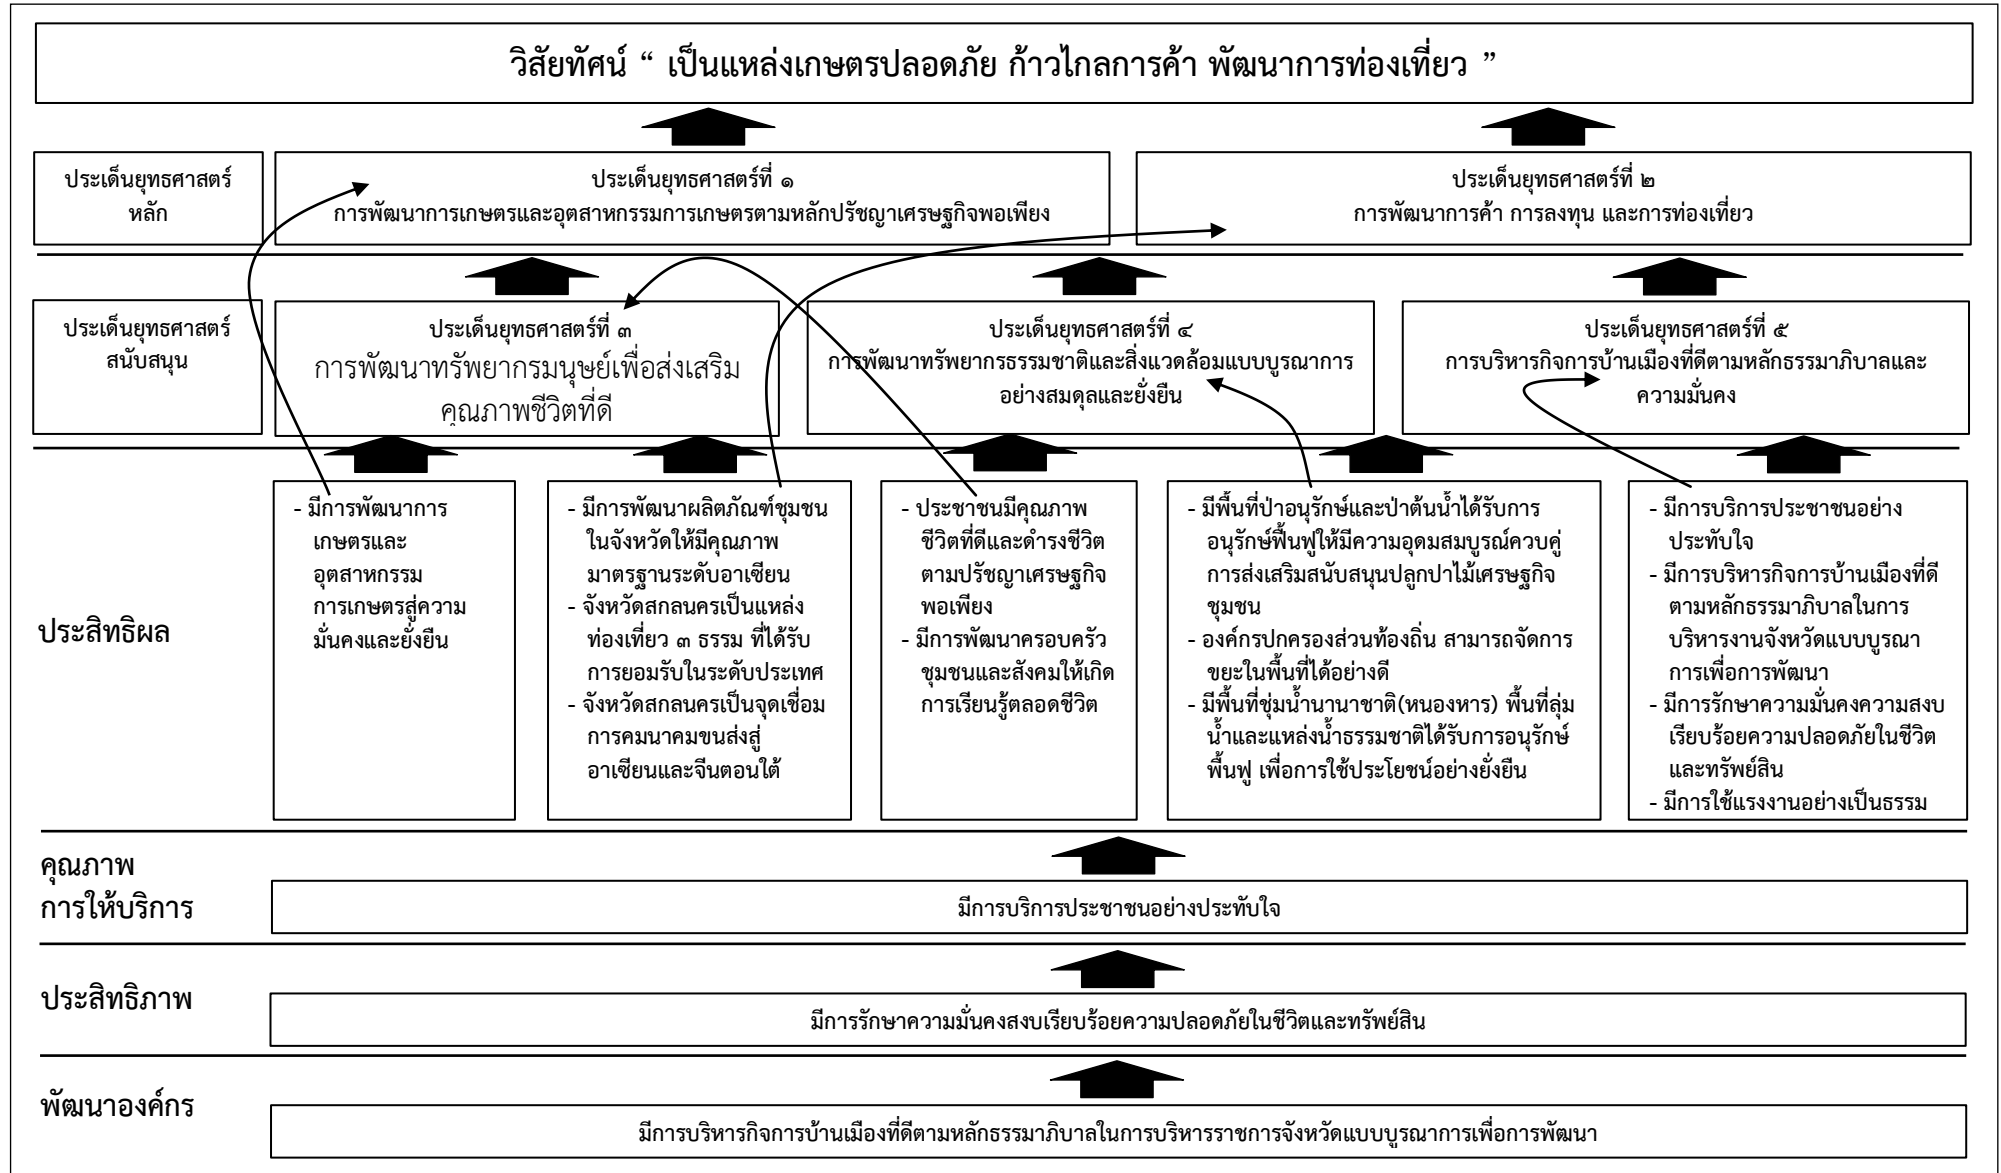 วิสัยทัศน์ “ เป็นแหล่งเกษตรปลอดภัย ก้าวไกลการค้า พัฒนาการท่องเที่ยว ”
ประเด็นยุทธศาสตร์
หลัก
ประเด็นยุทธศาสตร์ที่ ๑
การพัฒนาการเกษตรและอุตสาหกรรมการเกษตรตามหลักปรัชญาเศรษฐกิจพอเพียง
ประเด็นยุทธศาสตร์ที่ ๒
การพัฒนาการค้า การลงทุน และการท่องเที่ยว
ประเด็นยุทธศาสตร์
สนับสนุน
ประเด็นยุทธศาสตร์ที่ ๓
การพัฒนาทรัพยากรมนุษย์เพื่อส่งเสริม
คุณภาพชีวิตที่ดี
ประเด็นยุทธศาสตร์ที่ ๔
การพัฒนาทรัพยากรธรรมชาติและสิ่งแวดล้อมแบบบูรณาการ
อย่างสมดุลและยั่งยืน
ประเด็นยุทธศาสตร์ที่ ๕
การบริหารกิจการบ้านเมืองที่ดีตามหลักธรรมาภิบาลและ
ความมั่นคง
ประสิทธิผล
- มีการพัฒนาการ
เกษตรและ
อุตสาหกรรม
การเกษตรสู่ความ
มั่นคงและยั่งยืน
- มีการพัฒนาผลิตภัณฑ์ชุมชน
ในจังหวัดให้มีคุณภาพ
มาตรฐานระดับอาเซียน
- จังหวัดสกลนครเป็นแหล่ง
ท่องเที่ยว ๓ ธรรม ที่ได้รับ
การยอมรับในระดับประเทศ
- จังหวัดสกลนครเป็นจุดเชื่อม
การคมนาคมขนส่งสู่
อาเซียนและจีนตอนใต้
- ประชาชนมีคุณภาพ
ชีวิตที่ดีและดำรงชีวิต
ตามปรัชญาเศรษฐกิจ
พอเพียง
- มีการพัฒนาครอบครัว
ชุมชนและสังคมให้เกิด
การเรียนรู้ตลอดชีวิต
- มีพื้นที่ป่าอนุรักษ์และป่าต้นน้ำได้รับการ
อนุรักษ์ฟื้นฟูให้มีความอุดมสมบูรณ์ควบคู่
การส่งเสริมสนับสนุนปลูกปาไม้เศรษฐกิจ
ชุมชน
- องค์กรปกครองส่วนท้องถิ่น สามารถจัดการ
ขยะในพื้นที่ได้อย่างดี
- มีพื้นที่ชุ่มน้ำนานาชาติ(หนองหาร) พื้นที่ลุ่ม
น้ำและแหล่งน้ำธรรมชาติได้รับการอนุรักษ์
พื้นฟู เพื่อการใช้ประโยชน์อย่างยั่งยืน
- มีการบริการประชาชนอย่าง
ประทับใจ
- มีการบริหารกิจการบ้านเมืองที่ดี
ตามหลักธรรมาภิบาลในการ
บริหารงานจังหวัดแบบบูรณา
การเพื่อการพัฒนา
- มีการรักษาความมั่นคงความสงบ
เรียบร้อยความปลอดภัยในชีวิต
และทรัพย์สิน
- มีการใช้แรงงานอย่างเป็นธรรม
คุณภาพ
การให้บริการ
มีการบริการประชาชนอย่างประทับใจ
ประสิทธิภาพ
มีการรักษาความมั่นคงสงบเรียบร้อยความปลอดภัยในชีวิตและทรัพย์สิน
พัฒนาองค์กร
มีการบริหารกิจการบ้านเมืองที่ดีตามหลักธรรมาภิบาลในการบริหารราชการจังหวัดแบบบูรณาการเพื่อการพัฒนา